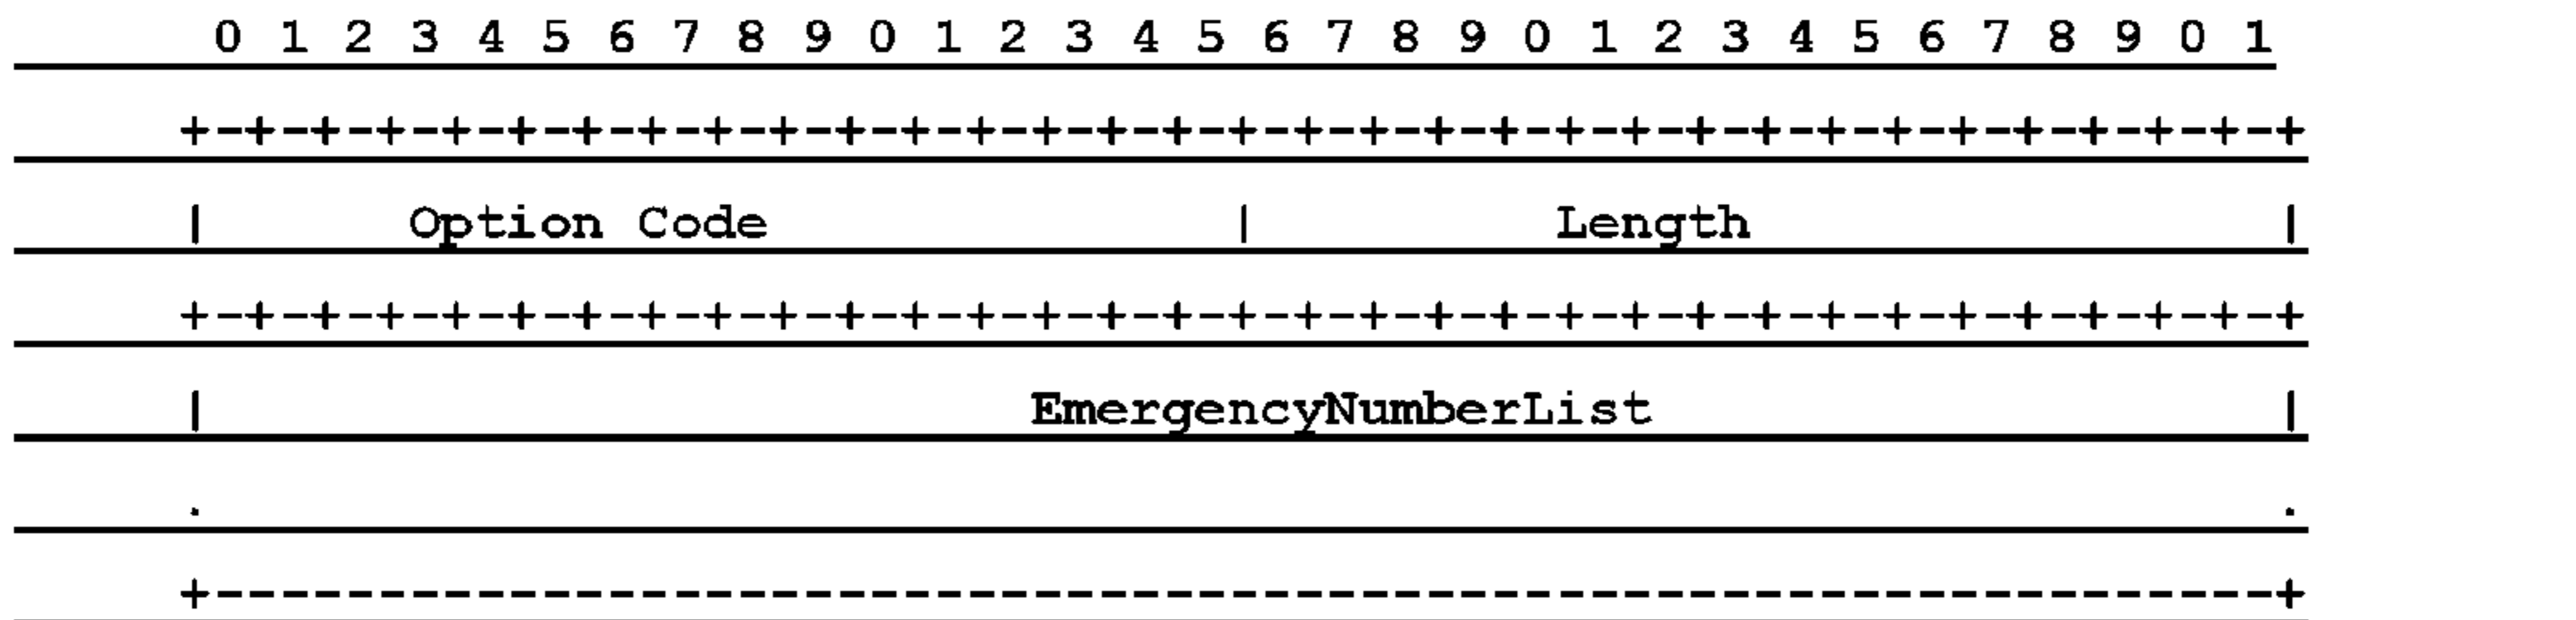 0 1 2 3 4 5 6 7 8 9 0 1 2 3 4 5 6 7 8 9 0 1 2 3 4 5 6 7 8 9 0 1
+-+-+-+-+-+-+-+-+-+-+-+-+-+-+-+-+-+-+-+-+-+-+-+-+-+-+-+-+-+-+-+-+
| Option Code | Length |
+-+-+-+-+-+-+-+-+-+-+-+-+-+-+-+-+-+-+-+-+-+-+-+-+-+-+-+-+-+-+-+-+
| EmergencyNumberList |
. .
+---------------------------------------------------------------+